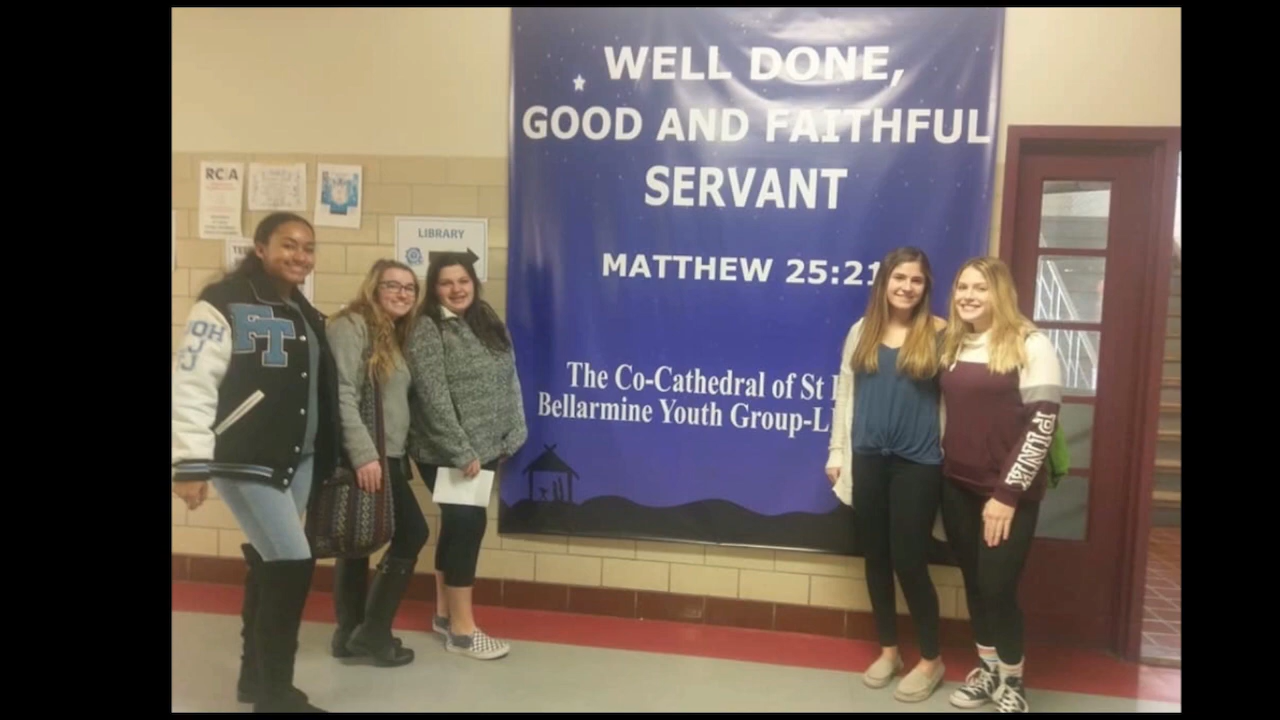 WELL DONE,
GOOD AND FAITHFUL
SERVANT
MATTHEW 25:21
The Co-Cathedral of St
Bellarmine Youth Group-L
RCIA
LIBRARY
FT
PINK